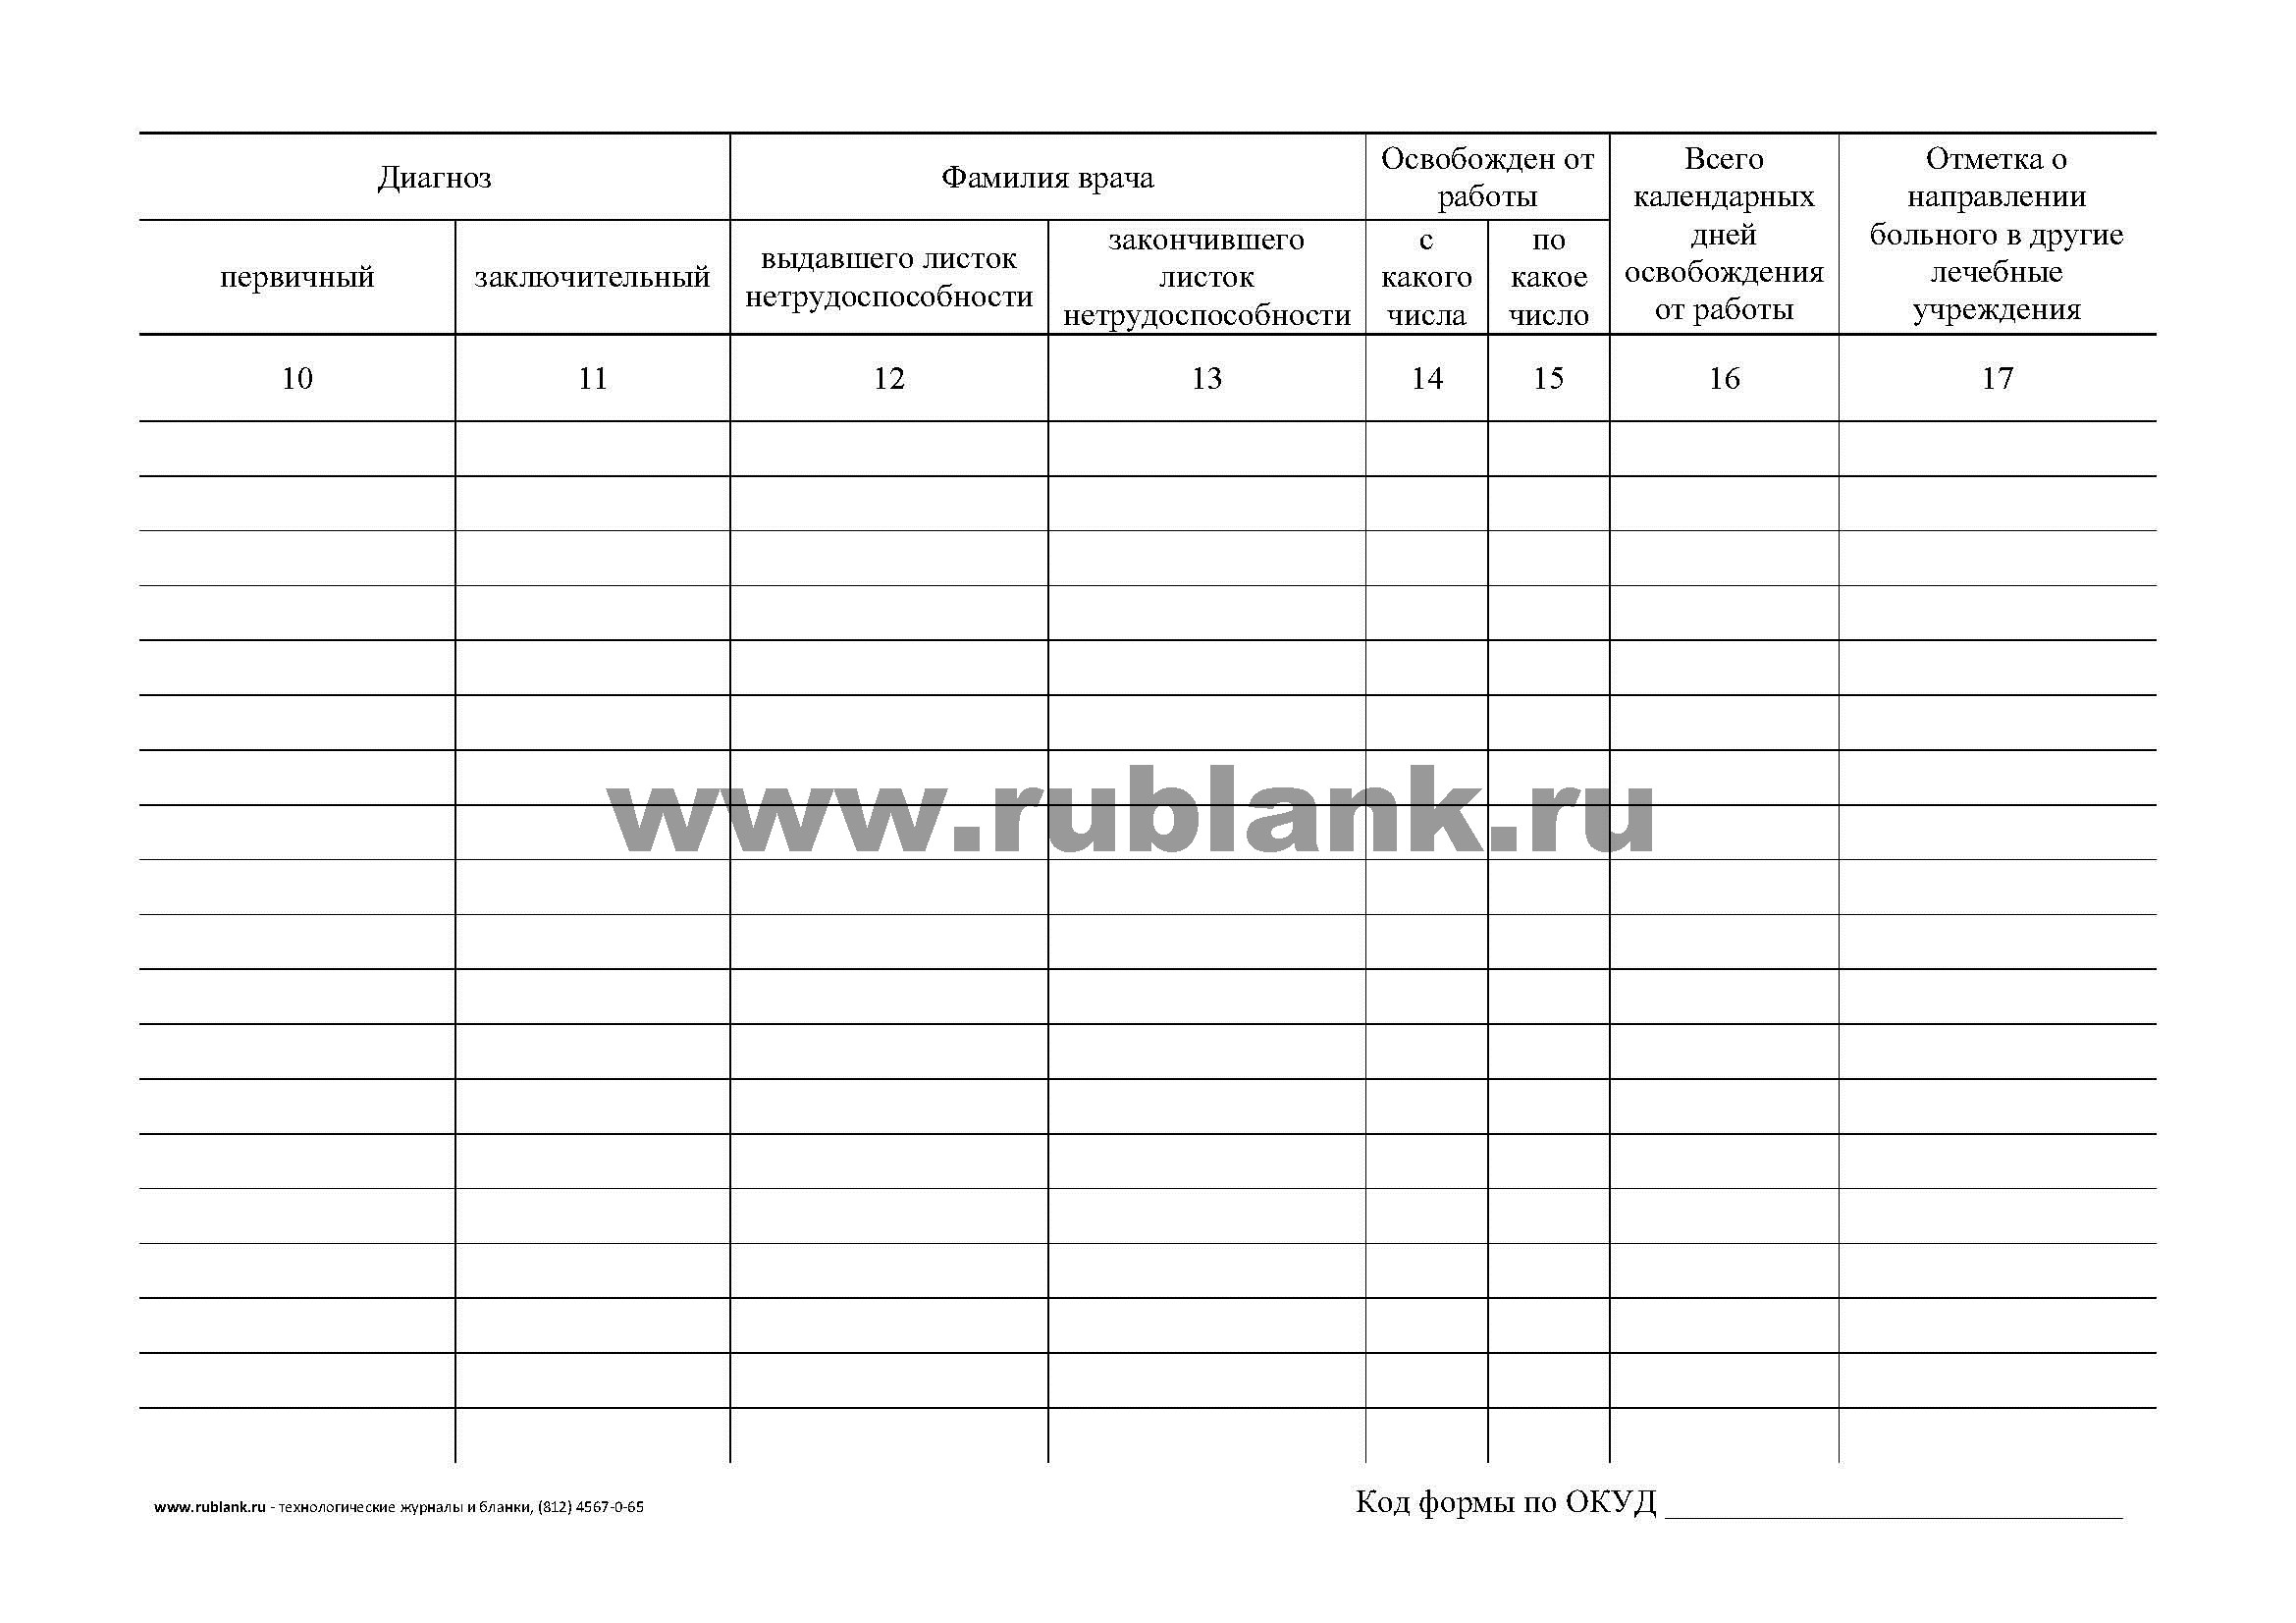 Диагноз
Фамилия врача
Освобожден от
работы
Всего
календарных
дней
освобождения
от работы
Отметка о
направлении
больного в другие
лечебные
учреждения
первичный
заключительный
выдавшего листок
нетрудоспособности
закончившего
листок
нетрудоспособности
с
какого
числа
по
какое
число
10 11 12 13 14 15 16 17
www.rublank.ru
www.rublank.ru - технологические журналы и бланки, (812) 4567-0-65
Код формы по ОКУД